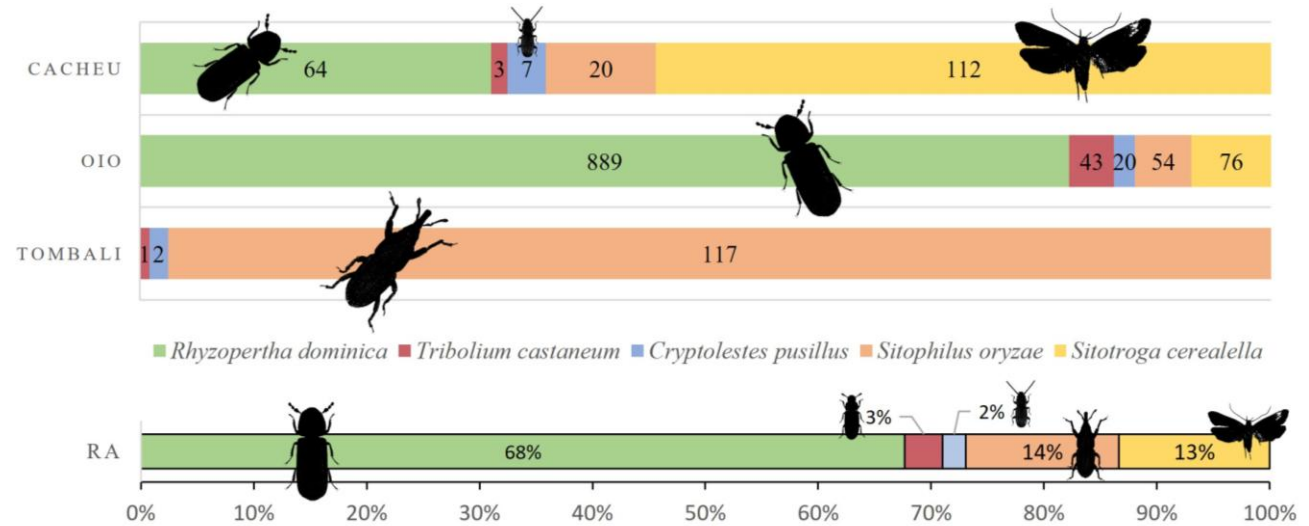 CACHEU 64 3 7 20 112
OIO 889 43 20 54 76
TOMBALI 1 2 117
Rhyzopertha dominica Tribolium castaneum Cryptolestes pusillus Sitophilus oryzae Sitotroga cerealella
RA 68% 3% 2% 14% 13%
0% 10% 20% 30% 40% 50% 60% 70% 80% 90% 100%